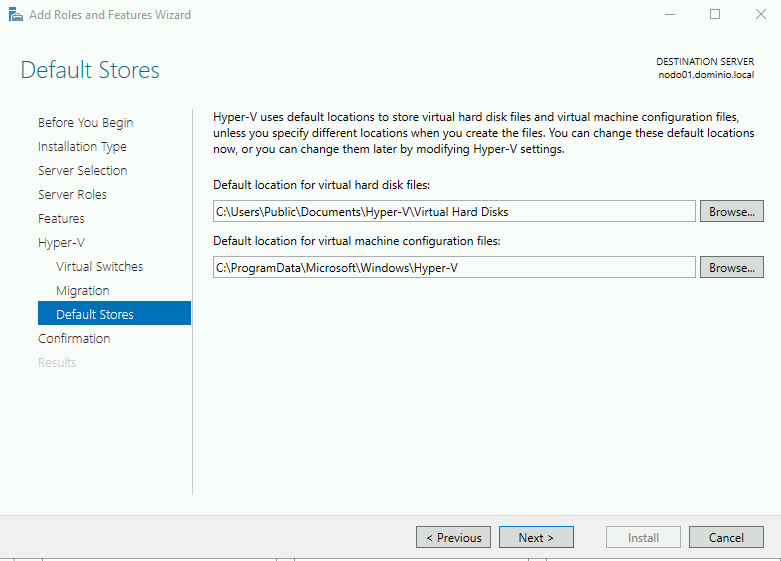 Add Roles and Features Wizard
Default Stores
DESTINATION SERVER
nodo01.dominio.local
Before You Begin
Installation Type
Server Selection
Server Roles
Features
Hyper-V
Virtual Switches
Migration
Default Stores
Confirmation
Results
Hyper-V uses default locations to store virtual hard disk files and virtual machine configuration files,
unless you specify different locations when you create the files. You can change these default locations
now, or you can change them later by modifying Hyper-V settings.
Default location for virtual hard disk files:
C:\Users\Public\Documents\Hyper-V\Virtual Hard Disks
Browse...
Default location for virtual machine configuration files:
C:\ProgramData\Microsoft\Windows\Hyper-V
Browse...
< Previous
Next >
Install
Cancel